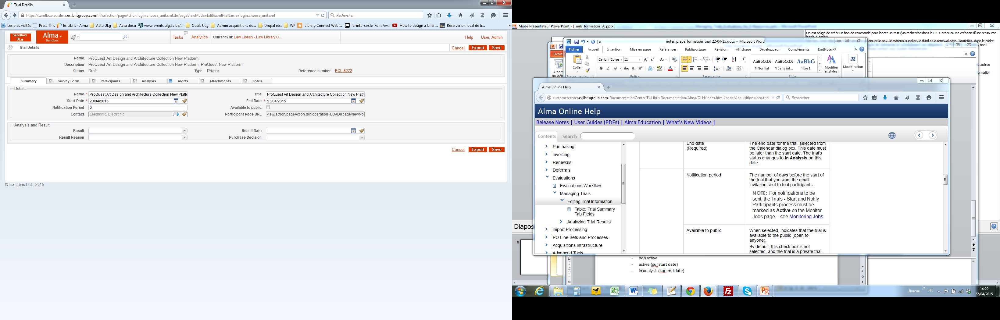 Trial Details
https://sandbox-eu.alma.exlibrisgroup.com/infra/action/pageAction.login.choose_unit.xml.do?pageViewMode=Edit&xmlFileName=login.choose_unit.xml
Rechercher
Les plus visités
Press This
Ex Libris - Alma
Actu ULg
Actu docu
www.events.ulg.ac.be/...
Outils ULg
Admin acquisitions do...
Drupal etc.
WP
Library Connect Webi...
fa-info-circle: Font Aw...
How to design a killer ...
Réserver un local de tr...
Sandbox ULg
Alma
Sandbox
Tasks
Analytics
Currently at: Law Library - Law Library C...
Help
User, Admin
Trial Details
Cancel
Export
Save
Name ProQuest Art Design and Architecture Collection New Platform
Description ProQuest Art Design and Architecture Collection New Platform, ProQuest New Platform
Status Draft Type Private Reference number POL-8272
Summary
Survey Form
Participants
Analysis
Alerts
Attachments
Notes
Details
Name * ProQuest Art Design and Architecture Collection New Platfo
Title ProQuest Art Design and Architecture Collection New Platfo
Start Date * 23/04/2015
End Date * 23/04/2015
Notification Period 0
Available to public
Contact Electronic, Electronic
Participant Page URL view/action/pageAction.do?operation=LOAD&pageViewMo
Analysis and Result
Result
Result Date
Result Reason
Purchase Decision
Cancel
Export
Save
© Ex Libris Ltd., 2015
Mode Présentateur PowerPoint - [Trials_formation_v0.pptx]
On est obligé de créer un bon de commande pour lancer un test (via recherche dans la CZ > order ou via création d'une ressource
locale > order)
notes_prepa_formation_trial_22-04-15.docx - Microsoft Word
Fichier
Accueil
Insertion
Mise en page
Références
Publipostage
Révision
Affichage
Développeur
Compléments
EndNote X7
Coller
Presse-papiers
Calibri (Corps
11
Police
Paragraphe
AaBbCcDc
¶ Normal
AaBbCcDc
¶ Sans int...
AaBbC
Titre 1
Modifier
les styles
Style
Modification
À parti
du déb
Alma Online Help
customercenter.exlibrisgroup.com/DocumentationCenter/Ex Libris Documentation/Alma/OLH/index.html#page/Acquisitions/acq.trial
Rechercher
Alma Online Help
Release Notes | User Guides (PDFs) | Alma Education | What's New Videos |
Contents
Search
Purchasing
Invoicing
Renewals
Deferrals
Evaluations
Evaluations Workflow
Managing Trials
Editing Trial Information
Table: Trial Summary
Tab Fields
Analyzing Trial Results
Import Processing
PO Line Sets and Processes
Acquisitions Infrastructure
Advanced Tools
End date
(Required)
The end date for the trial, selected from
the Calendar dialog box. This date must
be later than the start date. The trial's
status changes to In Analysis on this
date.
Notification period
The number of days before the start of
the trial that you want the email
invitation sent to trial participants.
NOTE: For notifications to be
sent, the Trials - Start and Notify
Participants process must be
marked as Active on the Monitor
Jobs page – see Monitoring Jobs.
Available to public
When selected, indicates that the trial is
available to the public (open to
anyone).
By default, this check box is not
selected, and the trial is a private trial.
Diapos
- non active
- active (sur start date)
- in analysis (sur end date)
Bureau
FR
14:29
22/04/2015